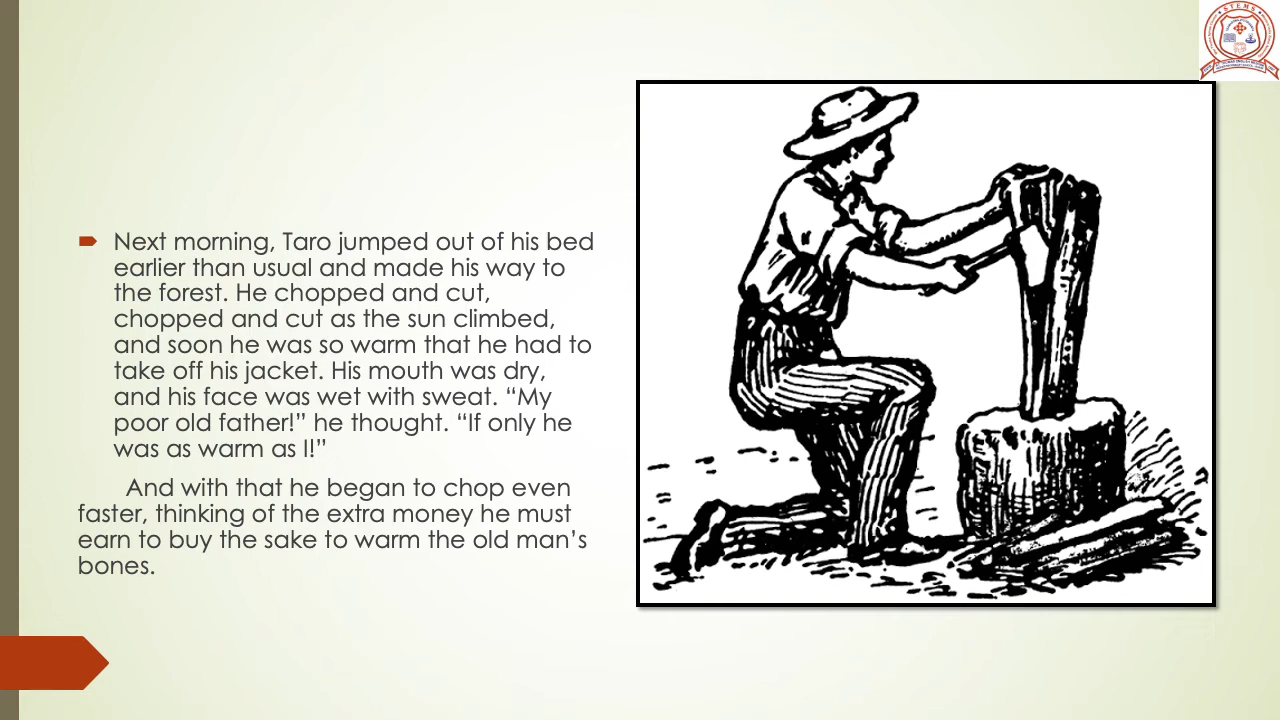 STEMS
Next morning, Taro jumped out of his bed
earlier than usual and made his way to
the forest. He chopped and cut,
chopped and cut as the sun climbed,
and soon he was so warm that he had to
take off his jacket. His mouth was dry,
and his face was wet with sweat. “My
poor old father!” he thought. “If only he
was as warm as I!”
And with that he began to chop even
faster, thinking of the extra money he must
earn to buy the sake to warm the old man’s
bones.